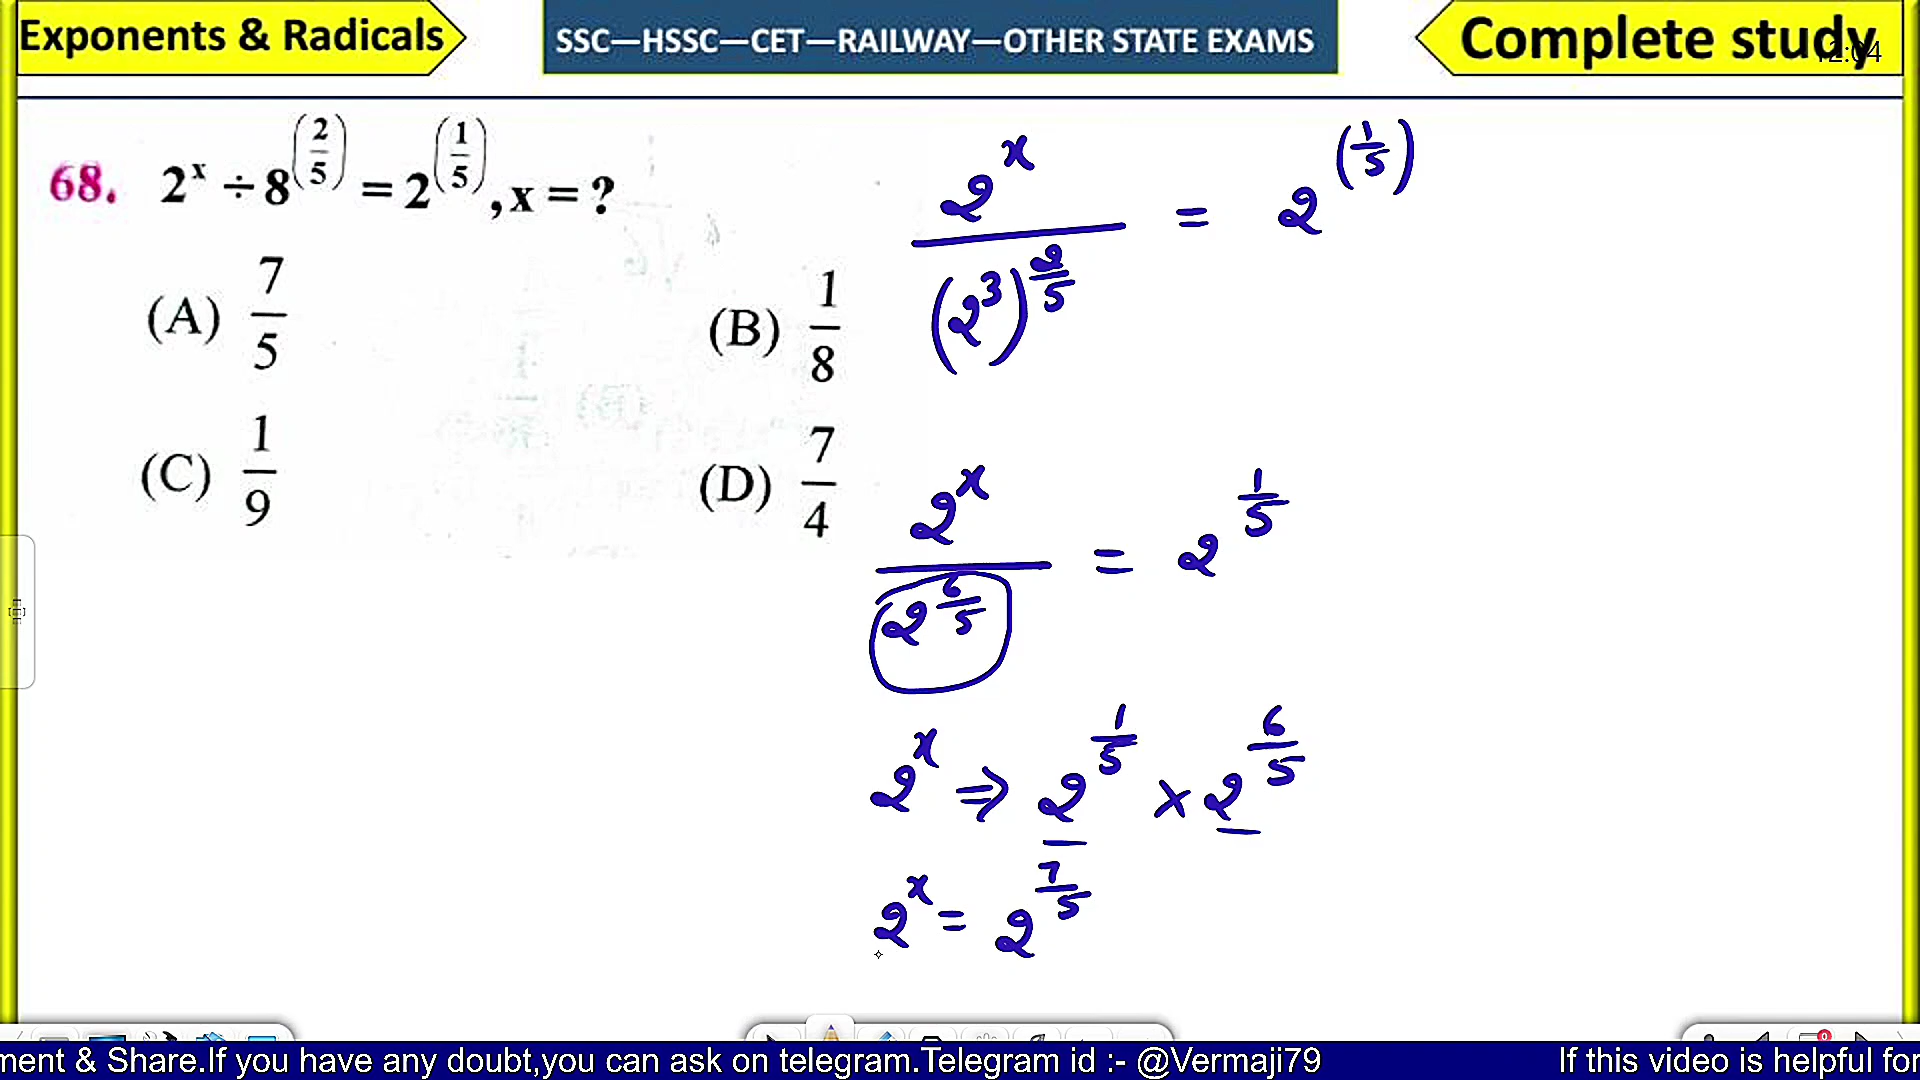 Exponents & Radicals
SSC—HSSC—CET—RAILWAY—OTHER STATE EXAMS
Complete study
12:04
68. 2^x ÷ 8^(2/5) = 2^(1/5), x = ?
(A) 7/5
(B) 1/8
(C) 1/9
(D) 7/4
2^x / (2^3)^(2/5) = 2^(1/5)
2^x / 2^(6/5) = 2^(1/5)
2^x ⇒ 2^(1/5) × 2^(6/5)
2^x = 2^(7/5)
ment & Share.If you have any doubt,you can ask on telegram.Telegram id :- @Vermaji79
If this video is helpful for